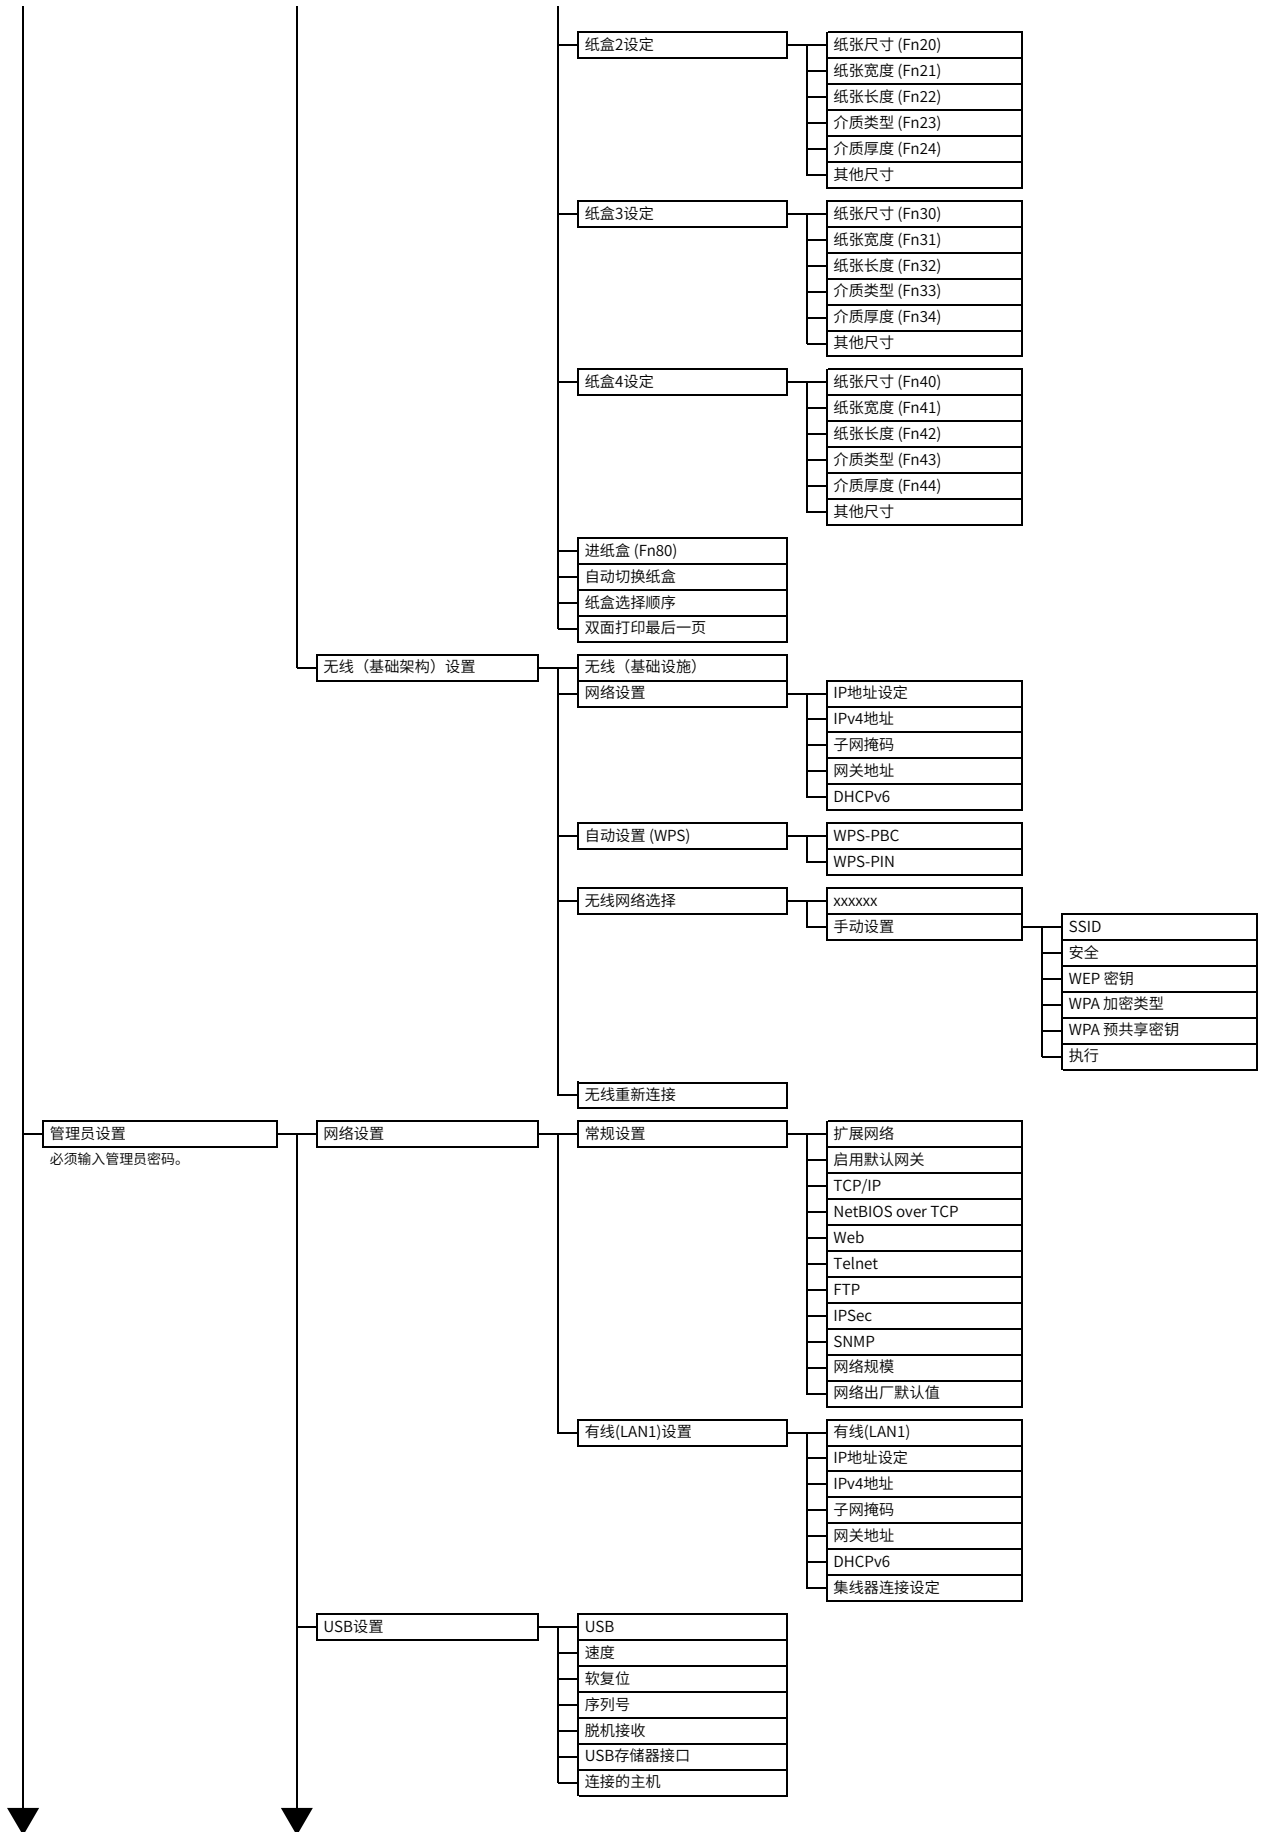 纸盒2设定
纸张尺寸 (Fn20)
纸张宽度 (Fn21)
纸张长度 (Fn22)
介质类型 (Fn23)
介质厚度 (Fn24)
其他尺寸
纸盒3设定
纸张尺寸 (Fn30)
纸张宽度 (Fn31)
纸张长度 (Fn32)
介质类型 (Fn33)
介质厚度 (Fn34)
其他尺寸
纸盒4设定
纸张尺寸 (Fn40)
纸张宽度 (Fn41)
纸张长度 (Fn42)
介质类型 (Fn43)
介质厚度 (Fn44)
其他尺寸
进纸盒 (Fn80)
自动切换纸盒
纸盒选择顺序
双面打印最后一页
无线（基础架构）设置
无线（基础设施）
网络设置
IP地址设定
IPv4地址
子网掩码
网关地址
DHCPv6
自动设置 (WPS)
WPS-PBC
WPS-PIN
无线网络选择
xxxxxx
手动设置
SSID
安全
WEP 密钥
WPA 加密类型
WPA 预共享密钥
执行
无线重新连接
管理员设置
必须输入管理员密码。
网络设置
常规设置
扩展网络
启用默认网关
TCP/IP
NetBIOS over TCP
Web
Telnet
FTP
IPSec
SNMP
网络规模
网络出厂默认值
有线(LAN1)设置
有线(LAN1)
IP地址设定
IPv4地址
子网掩码
网关地址
DHCPv6
集线器连接设定
USB设置
USB
速度
软复位
序列号
脱机接收
USB存储器接口
连接的主机